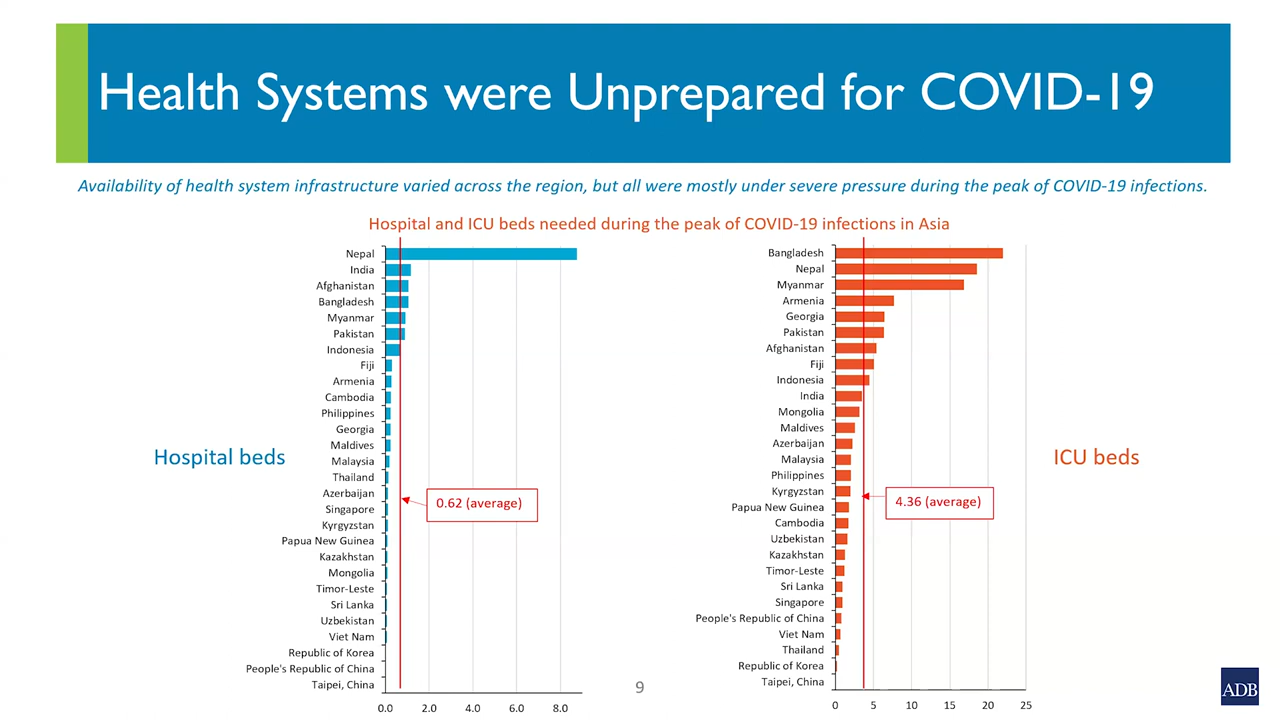 Health Systems were Unprepared for COVID-19
Availability of health system infrastructure varied across the region, but all were mostly under severe pressure during the peak of COVID-19 infections.
Hospital and ICU beds needed during the peak of COVID-19 infections in Asia
Hospital beds
Nepal
India
Afghanistan
Bangladesh
Myanmar
Pakistan
Indonesia
Fiji
Armenia
Cambodia
Philippines
Georgia
Maldives
Malaysia
Thailand
Azerbaijan
Singapore
Kyrgyzstan
Papua New Guinea
Kazakhstan
Mongolia
Timor-Leste
Sri Lanka
Uzbekistan
Viet Nam
Republic of Korea
People's Republic of China
Taipei, China
0.62 (average)
0.0 2.0 4.0 6.0 8.0
Bangladesh
Nepal
Myanmar
Armenia
Georgia
Pakistan
Afghanistan
Fiji
Indonesia
India
Mongolia
Maldives
Azerbaijan
Malaysia
Philippines
Kyrgyzstan
Papua New Guinea
Cambodia
Uzbekistan
Kazakhstan
Timor-Leste
Sri Lanka
Singapore
People's Republic of China
Viet Nam
Thailand
Republic of Korea
Taipei, China
4.36 (average)
0 5 10 15 20 25
ICU beds
9
ADB